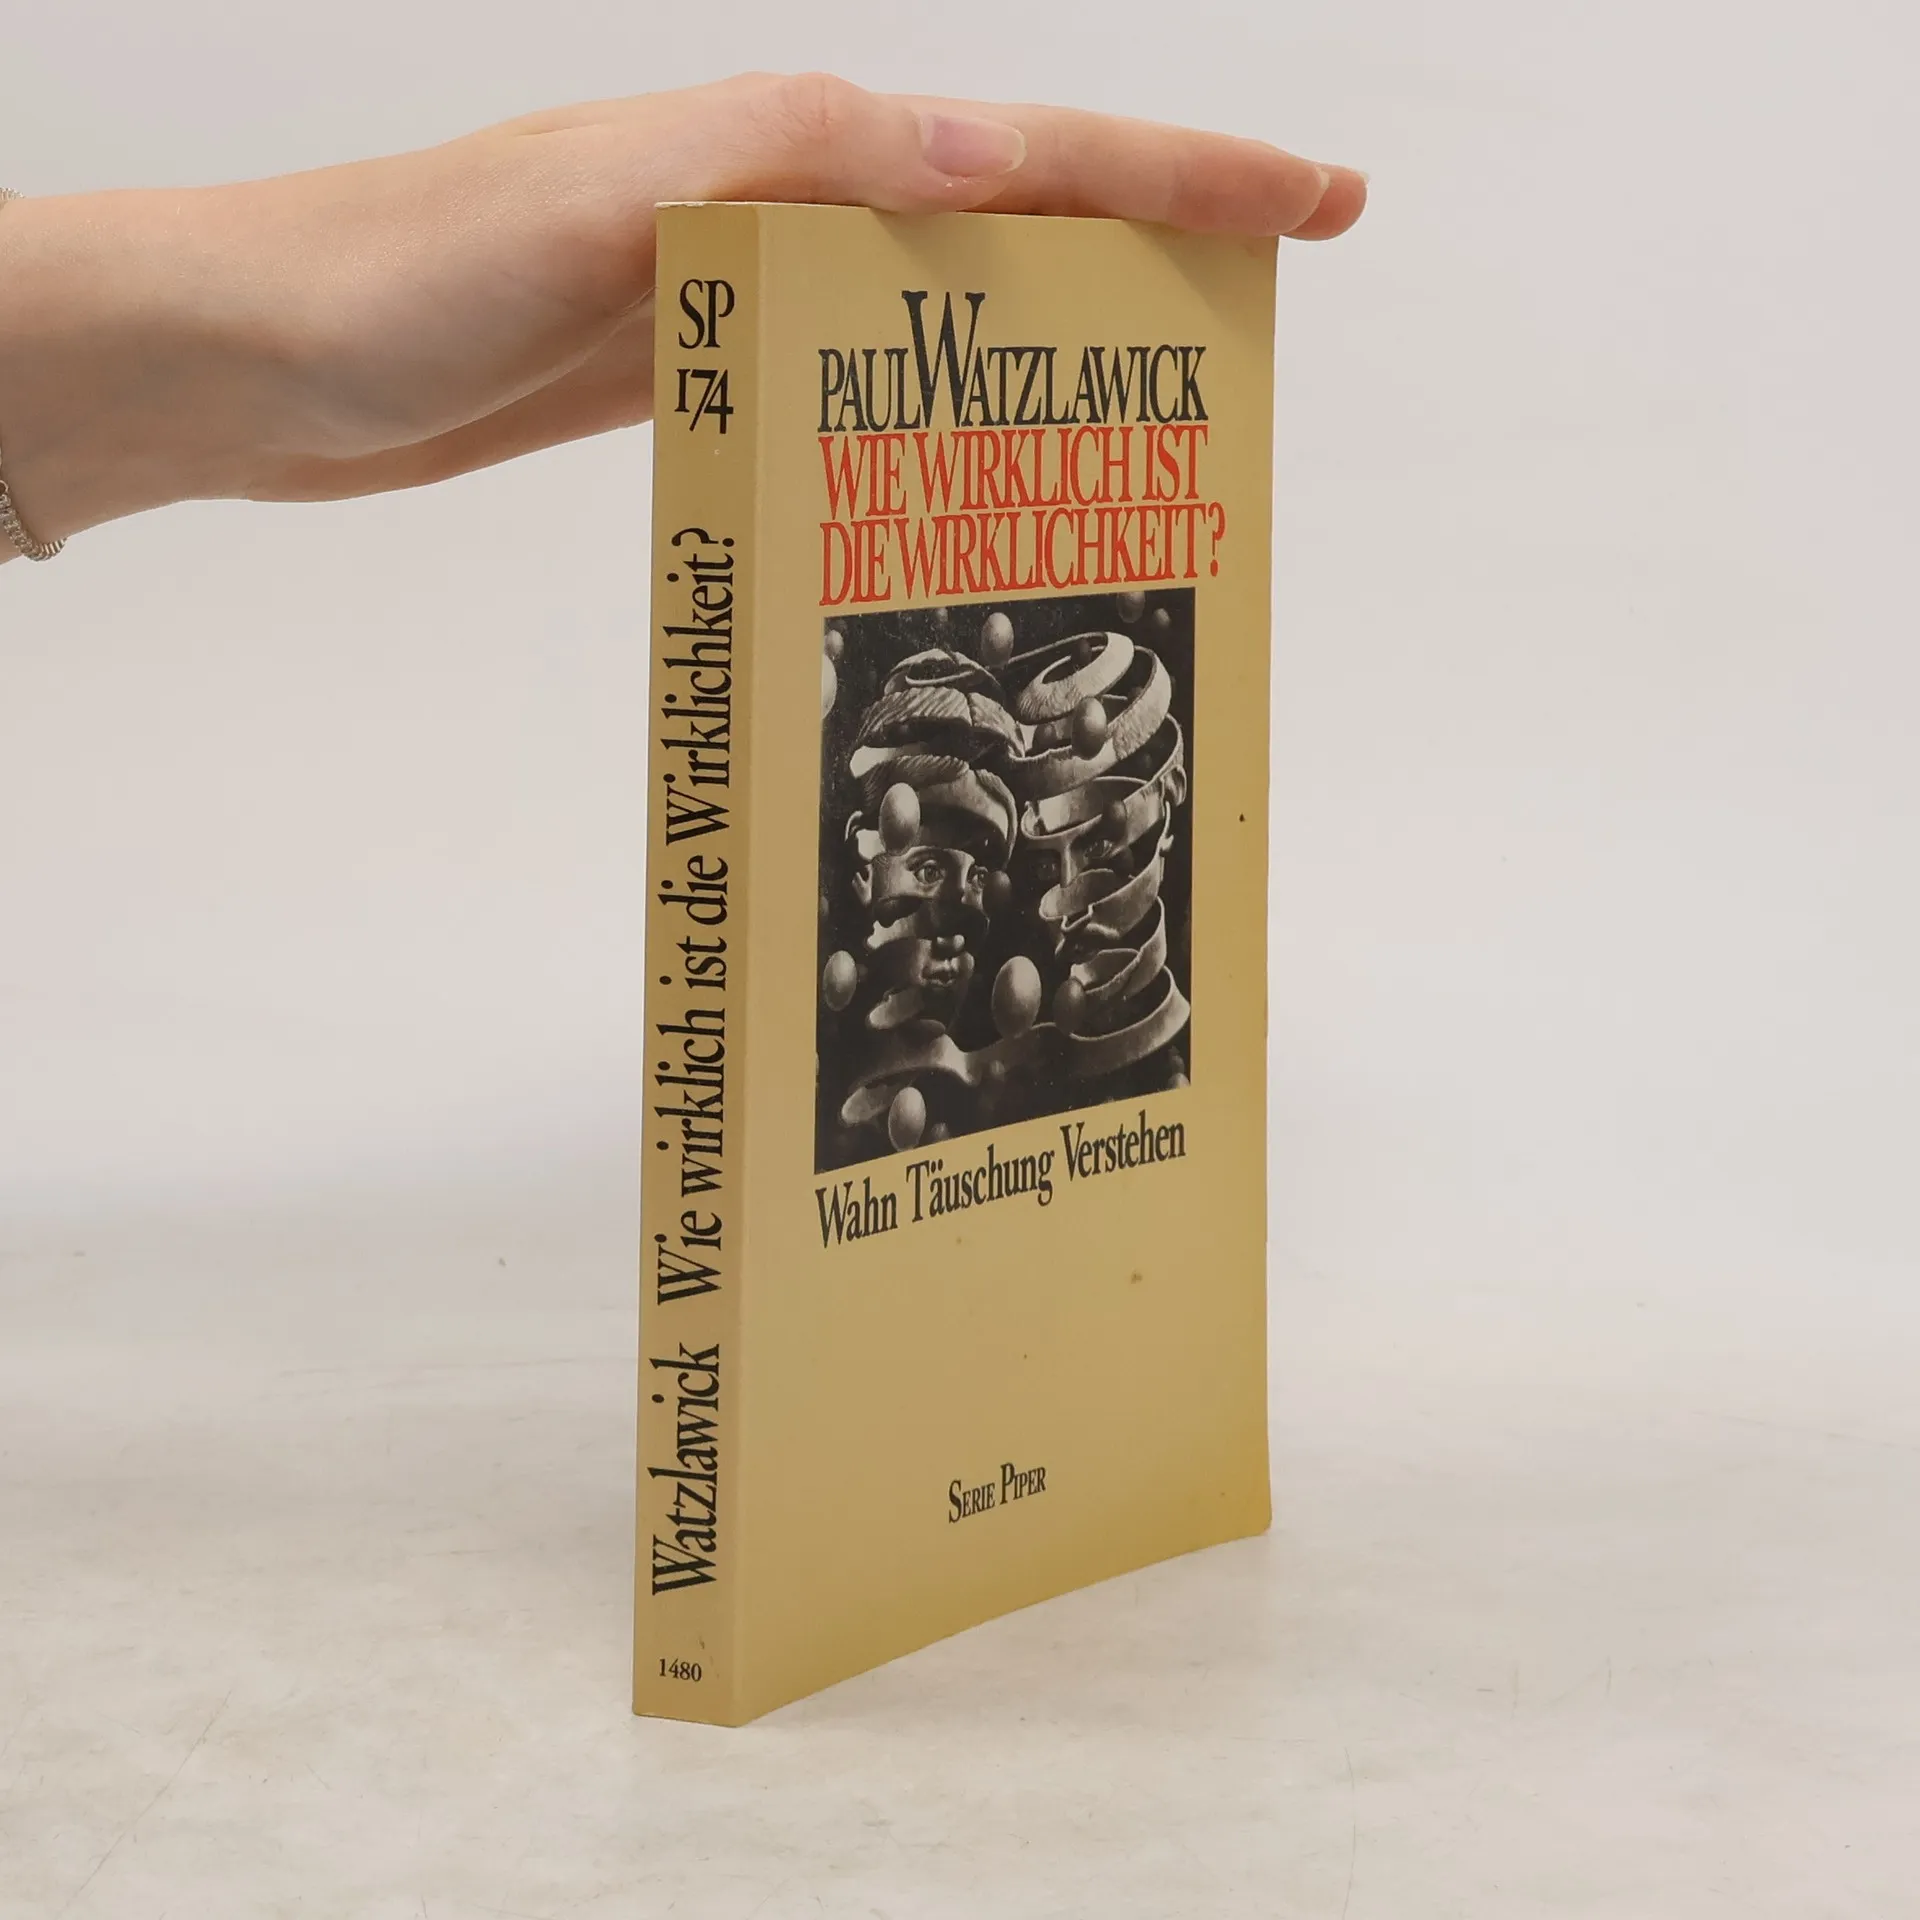 SP
174
Watzlawick Wie wirklich ist die Wirklichkeit?
1480
PAUL WATZLAWICK
WIE WIRKLICH IST
DIE WIRKLICHKEIT?
Wahn Täuschung Verstehen
SERIE PIPER